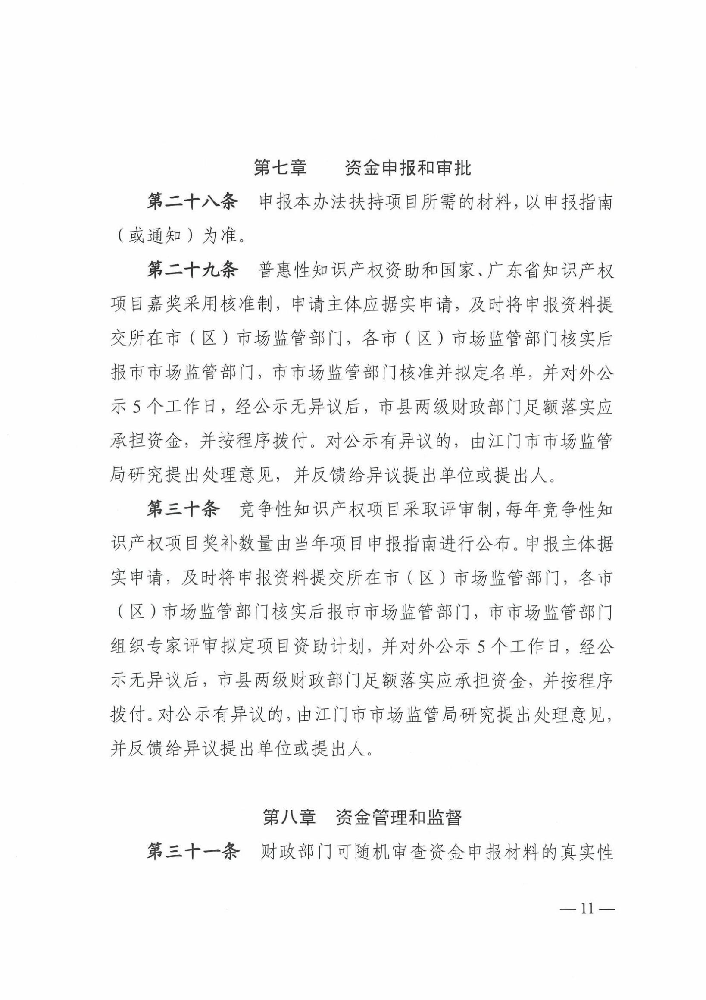 第七章　　资金申报和审批
第二十八条　申报本办法扶持项目所需的材料，以申报指南
（或通知）为准。
第二十九条　普惠性知识产权资助和国家、广东省知识产权
项目嘉奖采用核准制，申请主体应据实申请，及时将申报资料提
交所在市（区）市场监管部门，各市（区）市场监管部门核实后
报市市场监管部门，市市场监管部门核准并拟定名单，并对外公
示 5 个工作日，经公示无异议后，市县两级财政部门足额落实应
承担资金，并按程序拨付。对公示有异议的，由江门市市场监管
局研究提出处理意见，并反馈给异议提出单位或提出人。
第三十条　竞争性知识产权项目采取评审制，每年竞争性知
识产权项目奖补数量由当年项目申报指南进行公布。申报主体据
实申请，及时将申报资料提交所在市（区）市场监管部门，各市
（区）市场监管部门核实后报市市场监管部门，市市场监管部门
组织专家评审拟定项目资助计划，并对外公示 5 个工作日，经公
示无异议后，市县两级财政部门足额落实应承担资金，并按程序
拨付。对公示有异议的，由江门市市场监管局研究提出处理意见，
并反馈给异议提出单位或提出人。
第八章　资金管理和监督
第三十一条　财政部门可随机审查资金申报材料的真实性
— 11 —